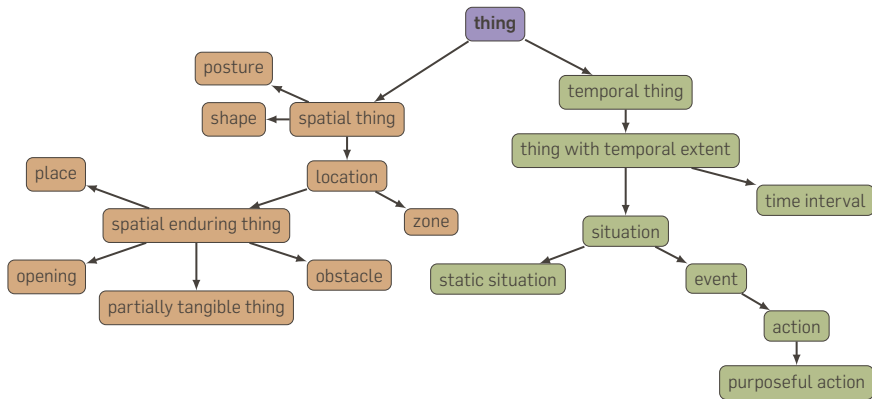 thing
posture
temporal thing
shape
spatial thing
thing with temporal extent
place
location
time interval
spatial enduring thing
zone
situation
opening
obstacle
static situation
event
partially tangible thing
action
purposeful action